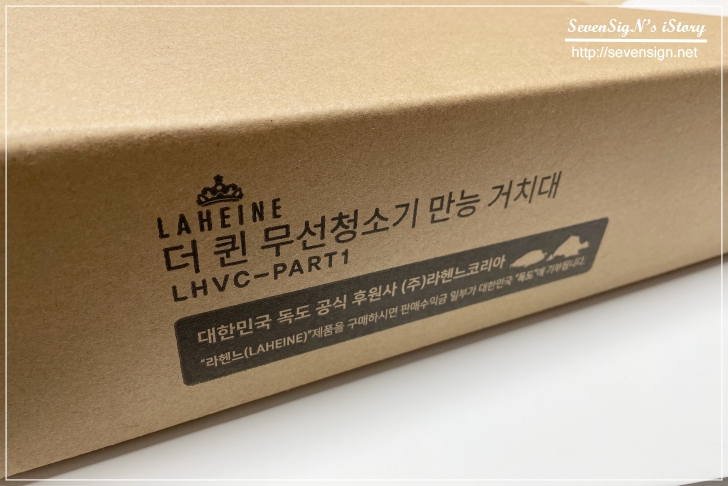 SevenSigN's iStory
http://sevensign.net
LAHEINE
더 퀸 무선청소기 만능 거치대
LHVC-PART1
대한민국 독도 공식 후원사 (주)라헨느코리아
"라헨느(LAHEINE)"제품을 구매하시면 판매수익금 일부가 대한민국 "독도"에 기부됩니다.